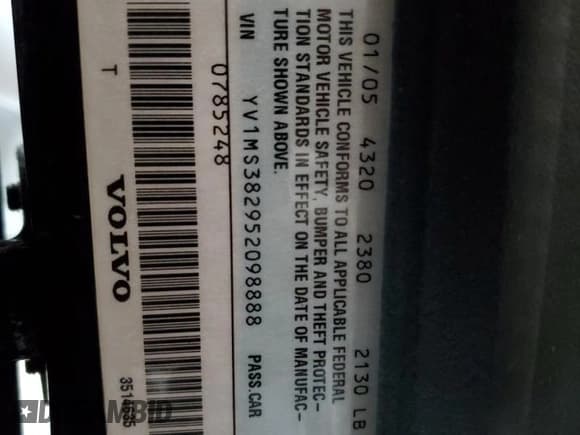 01/05 4320 2380 2130 LB
THIS VEHICLE CONFORMS TO ALL APPLICABLE FEDERAL
MOTOR VEHICLE SAFETY, BUMPER AND THEFT PROTEC-
TION STANDARDS IN EFFECT ON THE DATE OF MANUFAC-
TURE SHOWN ABOVE.
VIN YV1MS382952098888 PASS.CAR
0785248
T VOLVO 3514635